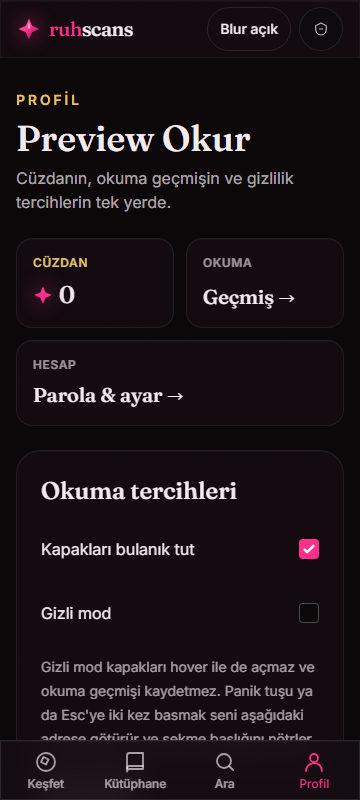 ruhscans
Blur açık
PROFİL
Preview Okur
Cüzdanın, okuma geçmişin ve gizlilik
tercihlerin tek yerde.
CÜZDAN
0
OKUMA
Geçmiş →
HESAP
Parola & ayar →
Okuma tercihleri
Kapakları bulanık tut
Gizli mod
Gizli mod kapakları hover ile de açmaz ve
okuma geçmişi kaydetmez. Panik tuşu ya
da Esc'ye iki kez basmak seni aşağıdaki
adrese götürür ve sekme başlığını nötrler.
Keşfet
Kütüphane
Ara
Profil